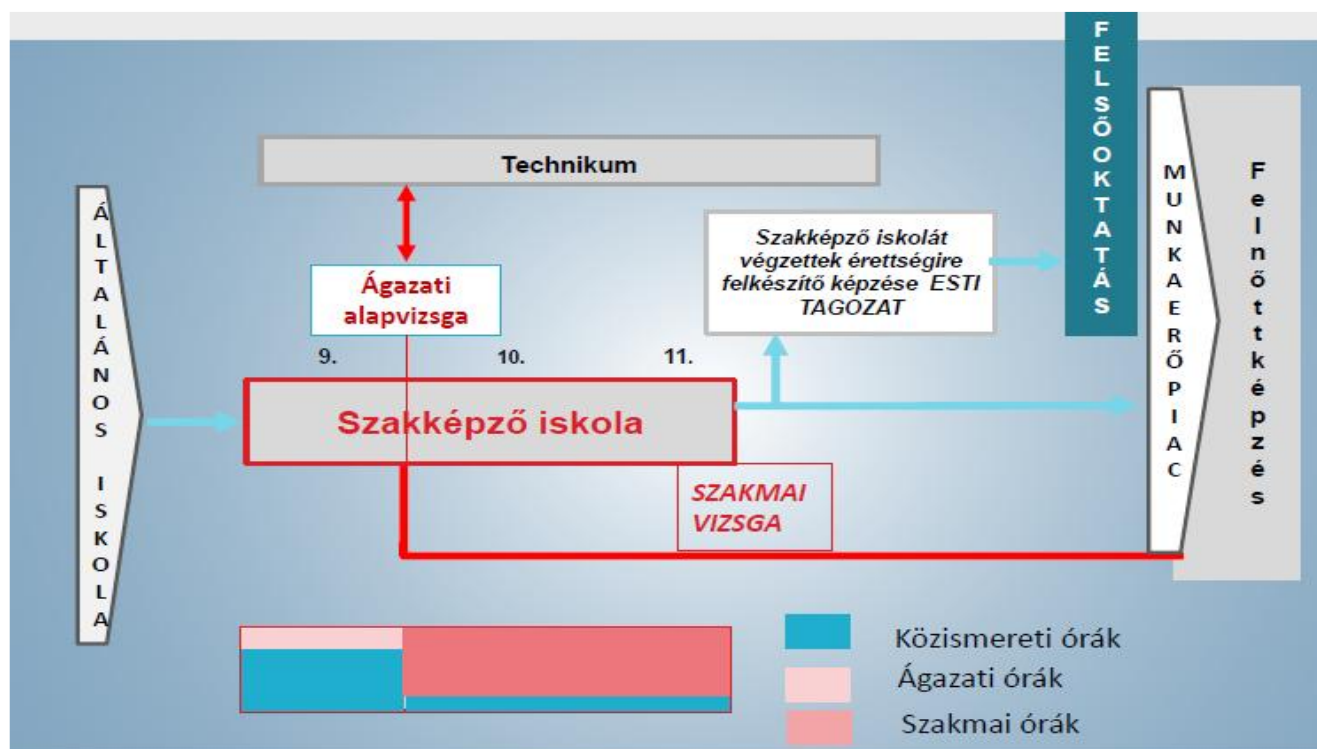 FELSŐOKTATÁS
Technikum
ÁLTALÁNOS ISKOLA
MUNKAERŐPIAC
Felnőttképzés
Szakképző iskolát
végzettek érettségire
felkészítő képzése ESTI
TAGOZAT
Ágazati
alapvizsga
9.
10.
11.
Szakképző iskola
SZAKMAI
VIZSGA
Közismereti órák
Ágazati órák
Szakmai órák